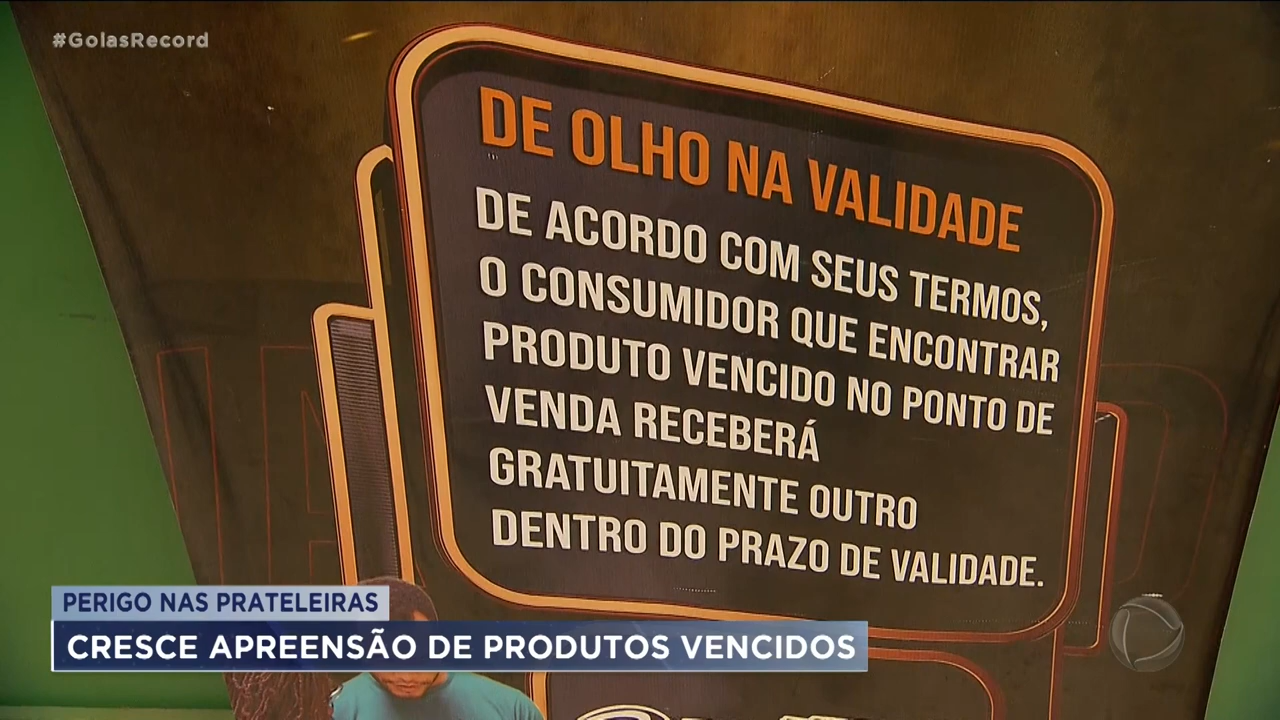 #GolasRecord
DE OLHO NA VALIDADE
DE ACORDO COM SEUS TERMOS,
O CONSUMIDOR QUE ENCONTRAR
PRODUTO VENCIDO NO PONTO DE
VENDA RECEBERÁ
GRATUITAMENTE OUTRO
DENTRO DO PRAZO DE VALIDADE.
PERIGO NAS PRATELEIRAS
CRESCE APREENSÃO DE PRODUTOS VENCIDOS